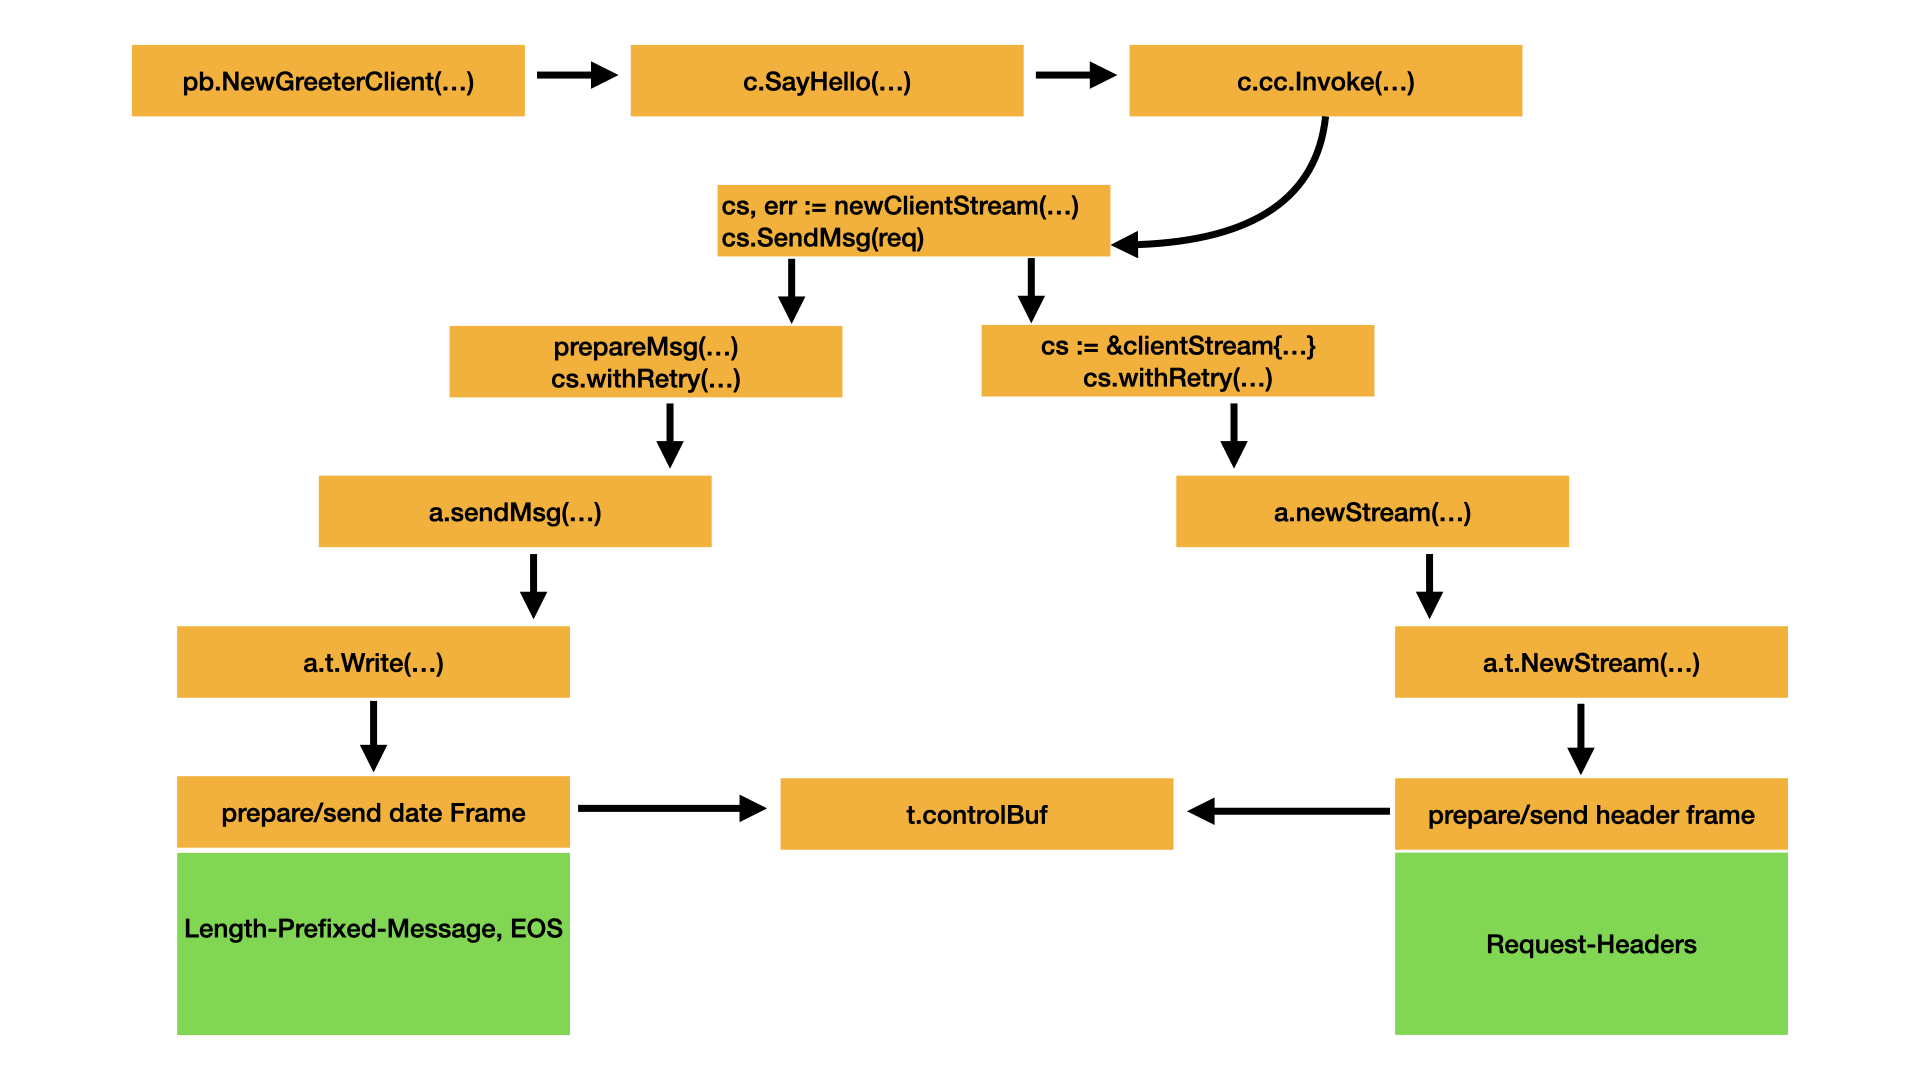 pb.NewGreeterClient(…)
c.SayHello(…)
c.cc.Invoke(…)
cs, err := newClientStream(…)
cs.SendMsg(req)
prepareMsg(…)
cs.withRetry(…)
cs := &clientStream{…}
cs.withRetry(…)
a.sendMsg(…)
a.newStream(…)
a.t.Write(…)
a.t.NewStream(…)
prepare/send date Frame
t.controlBuf
prepare/send header frame
Length-Prefixed-Message, EOS
Request-Headers